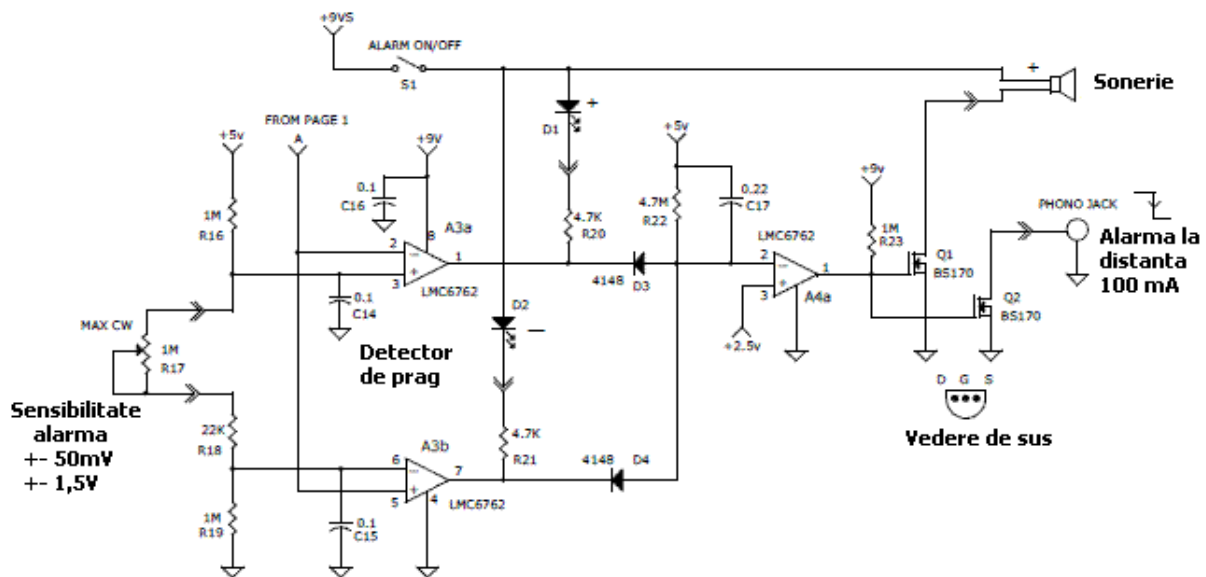 +9VS
ALARM ON/OFF
S1
+
Sonerie
FROM PAGE 1
A
+5v
+9V
D1
+
+5v
0.1
C16
1M
R16
A3a
8
2
3
1
LMC6762
4.7K
R20
4.7M
R22
0.22
C17
+9v
1M
R23
PHONO JACK
Alarma la
distanta
100 mA
4148
D3
LMC6762
2
3
1
A4a
+2.5v
Q1
BS170
Q2
BS170
0.1
C14
D2
MAX CW
1M
R17
Detector
de prag
D G S
Vedere de sus
Sensibilitate
alarma
+- 50mV
+- 1,5V
22K
R18
4.7K
R21
A3b
6
5
7
4
LMC6762
4148
D4
1M
R19
0.1
C15